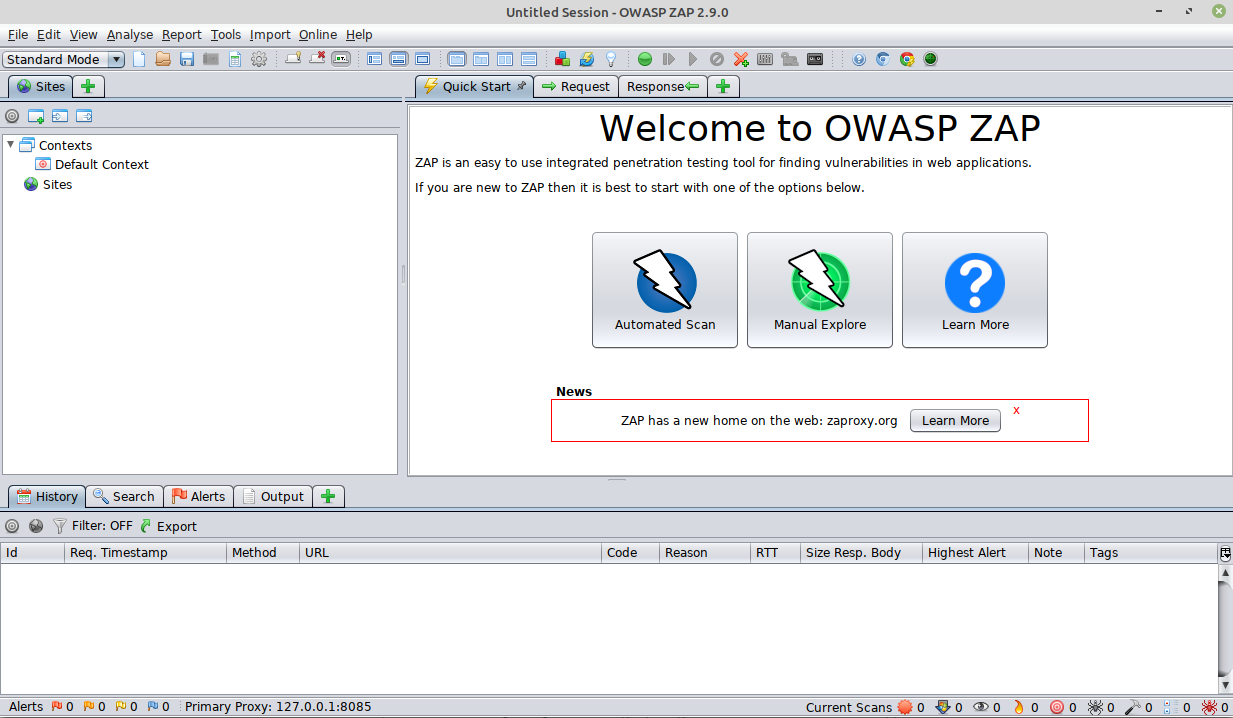 Untitled Session - OWASP ZAP 2.9.0
File Edit View Analyse Report Tools Import Online Help
Standard Mode
Sites
Quick Start
Request
Response
Welcome to OWASP ZAP
Contexts
Default Context
Sites
ZAP is an easy to use integrated penetration testing tool for finding vulnerabilities in web applications.
If you are new to ZAP then it is best to start with one of the options below.
Automated Scan
Manual Explore
Learn More
News
ZAP has a new home on the web: zaproxy.org Learn More x
History Search Alerts Output
Filter: OFF Export
Id Req. Timestamp Method URL Code Reason RTT Size Resp. Body Highest Alert Note Tags
Alerts 0 0 0 0 Primary Proxy: 127.0.0.1:8085 Current Scans 0 0 0 0 0 0 0 0 0